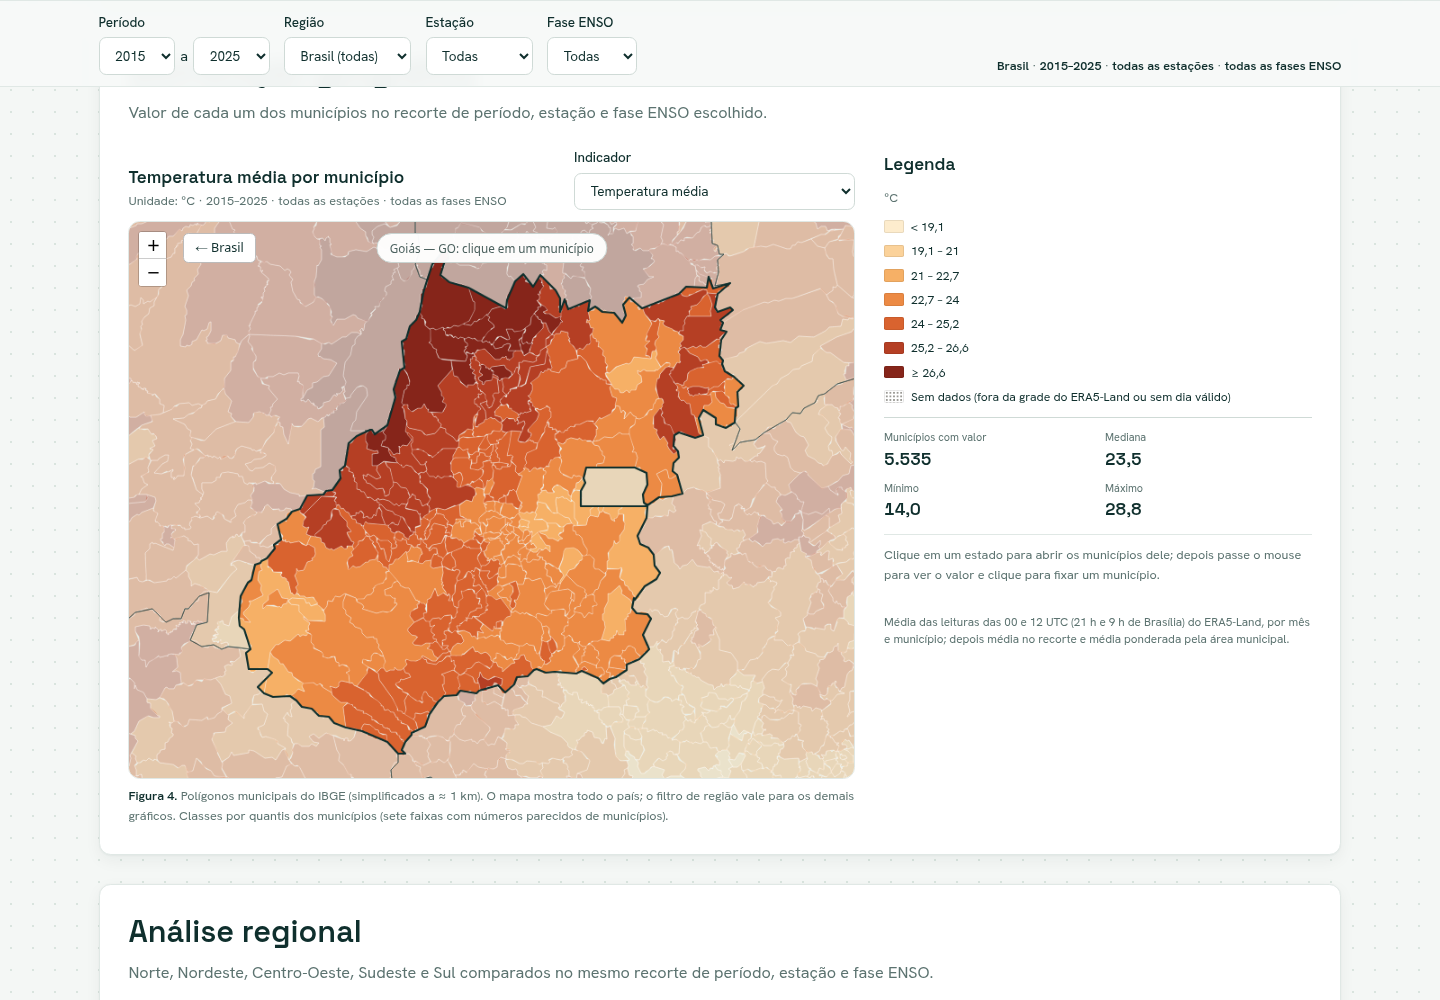 Período
Região
Estação
Fase ENSO
2015 a 2025
Brasil (todas)
Todas
Todas
Brasil · 2015–2025 · todas as estações · todas as fases ENSO
Valor de cada um dos municípios no recorte de período, estação e fase ENSO escolhido.
Temperatura média por município
Unidade: °C · 2015–2025 · todas as estações · todas as fases ENSO
Indicador
Temperatura média
+
−
← Brasil
Goiás — GO: clique em um município
Legenda
°C
< 19,1
19,1 – 21
21 – 22,7
22,7 – 24
24 – 25,2
25,2 – 26,6
≥ 26,6
Sem dados (fora da grade do ERA5-Land ou sem dia válido)
Municípios com valor
5.535
Mediana
23,5
Mínimo
14,0
Máximo
28,8
Clique em um estado para abrir os municípios dele; depois passe o mouse
para ver o valor e clique para fixar um município.
Média das leituras das 00 e 12 UTC (21 h e 9 h de Brasília) do ERA5-Land, por mês
e município; depois média no recorte e média ponderada pela área municipal.
Figura 4. Polígonos municipais do IBGE (simplificados a ≈ 1 km). O mapa mostra todo o país; o filtro de região vale para os demais
gráficos. Classes por quantis dos municípios (sete faixas com números parecidos de municípios).
Análise regional
Norte, Nordeste, Centro-Oeste, Sudeste e Sul comparados no mesmo recorte de período, estação e fase ENSO.